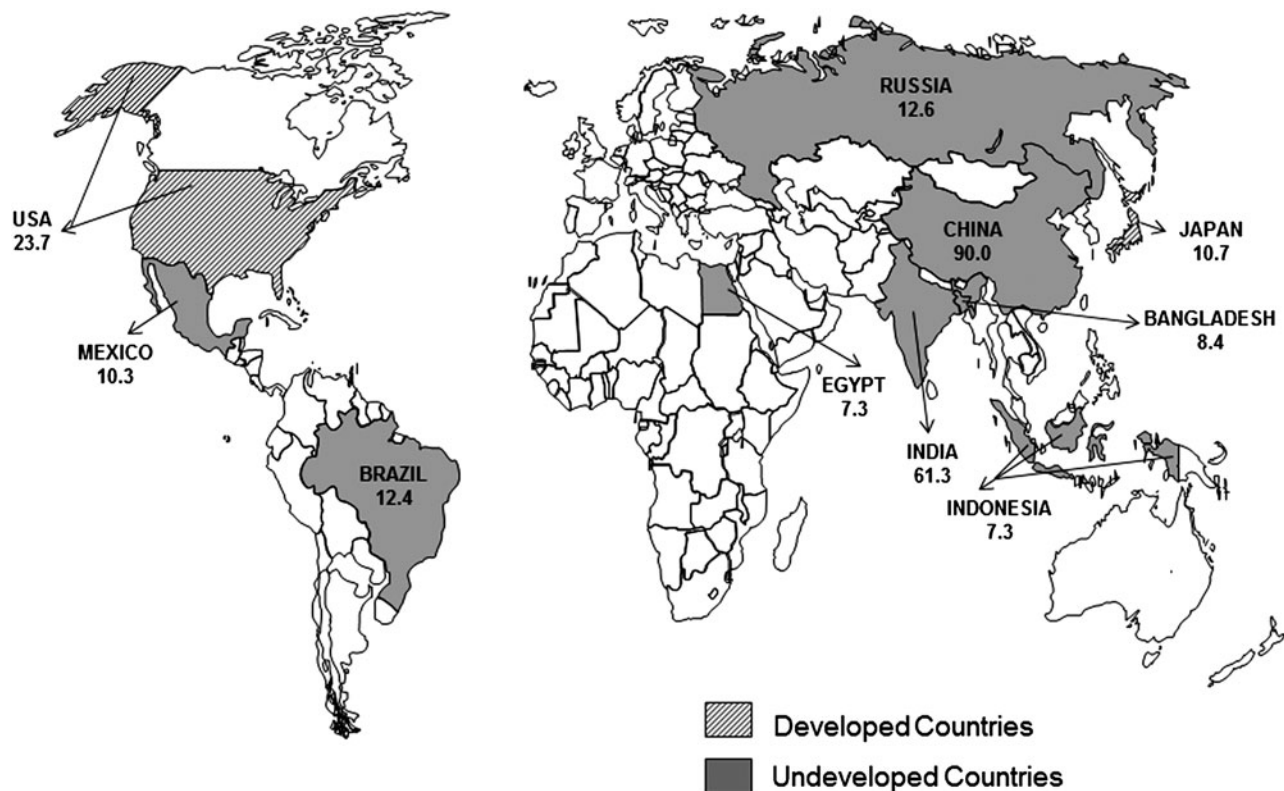 RUSSIA
12.6
USA
23.7
CHINA
90.0
JAPAN
10.7
BANGLADESH
8.4
MEXICO
10.3
EGYPT
7.3
INDIA
61.3
BRAZIL
12.4
INDONESIA
7.3
Developed Countries
Undeveloped Countries